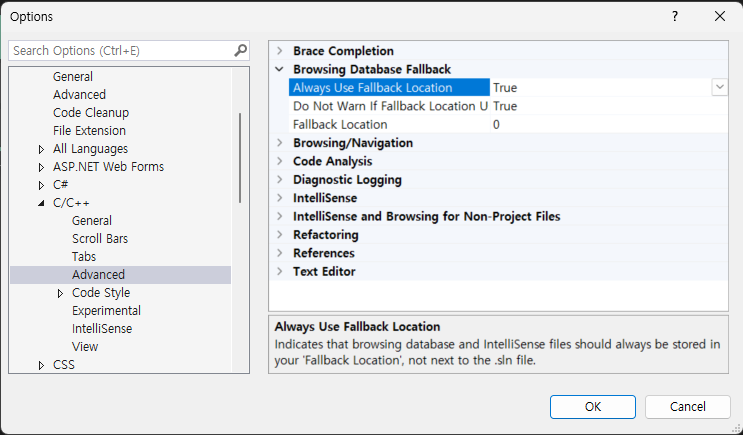 Options
?
Search Options (Ctrl+E)
General
Advanced
Code Cleanup
File Extension
All Languages
ASP.NET Web Forms
C#
C/C++
General
Scroll Bars
Tabs
Advanced
Code Style
Experimental
IntelliSense
View
CSS
Brace Completion
Browsing Database Fallback
Always Use Fallback Location True
Do Not Warn If Fallback Location U True
Fallback Location 0
Browsing/Navigation
Code Analysis
Diagnostic Logging
IntelliSense
IntelliSense and Browsing for Non-Project Files
Refactoring
References
Text Editor
Always Use Fallback Location
Indicates that browsing database and IntelliSense files should always be stored in
your 'Fallback Location', not next to the .sln file.
OK Cancel